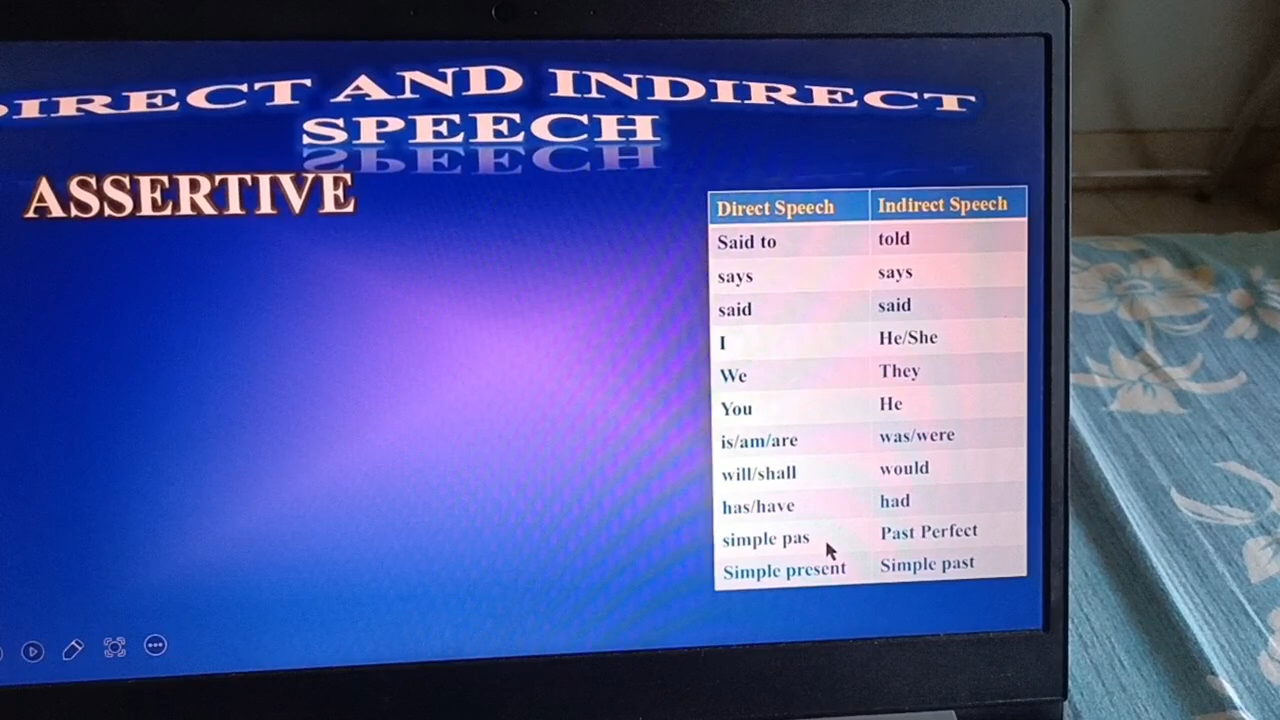 DIRECT AND INDIRECT
SPEECH
ASSERTIVE
Direct Speech Indirect Speech
Said to told
says says
said said
I He/She
We They
You He
is/am/are was/were
will/shall would
has/have had
simple pas Past Perfect
Simple present Simple past